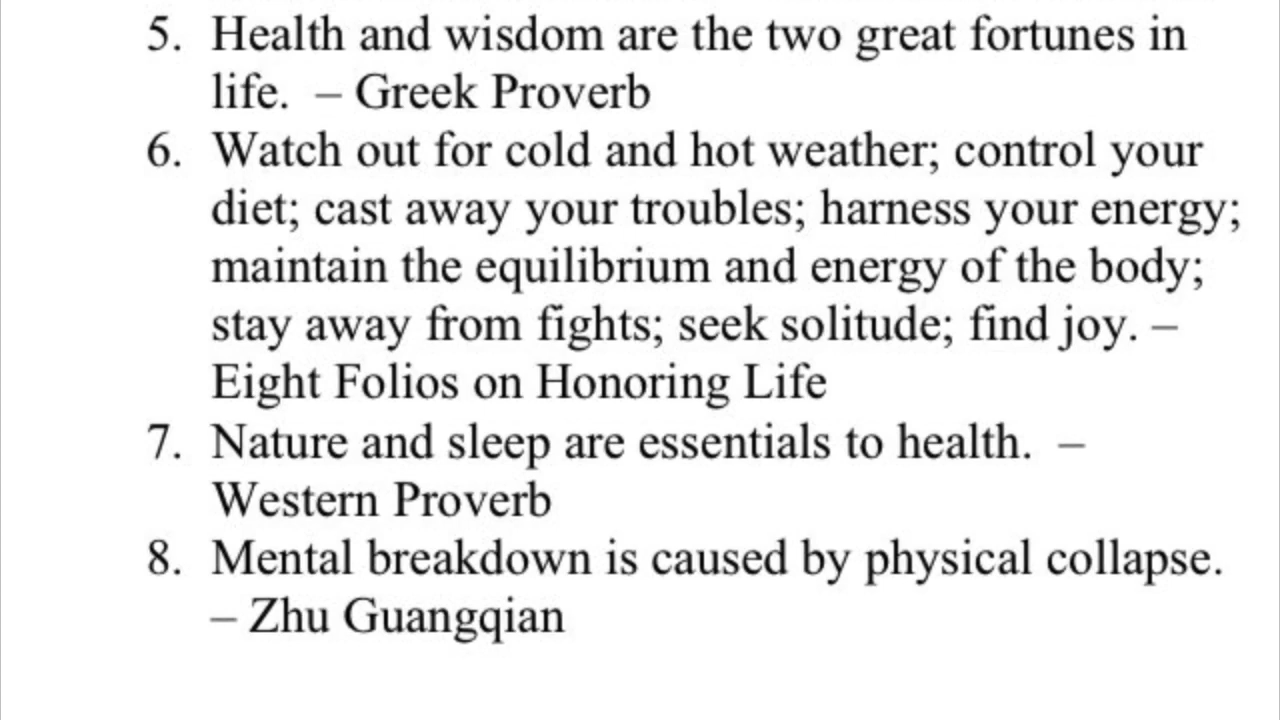 5. Health and wisdom are the two great fortunes in
life. – Greek Proverb
6. Watch out for cold and hot weather; control your
diet; cast away your troubles; harness your energy;
maintain the equilibrium and energy of the body;
stay away from fights; seek solitude; find joy. –
Eight Folios on Honoring Life
7. Nature and sleep are essentials to health. –
Western Proverb
8. Mental breakdown is caused by physical collapse.
– Zhu Guangqian